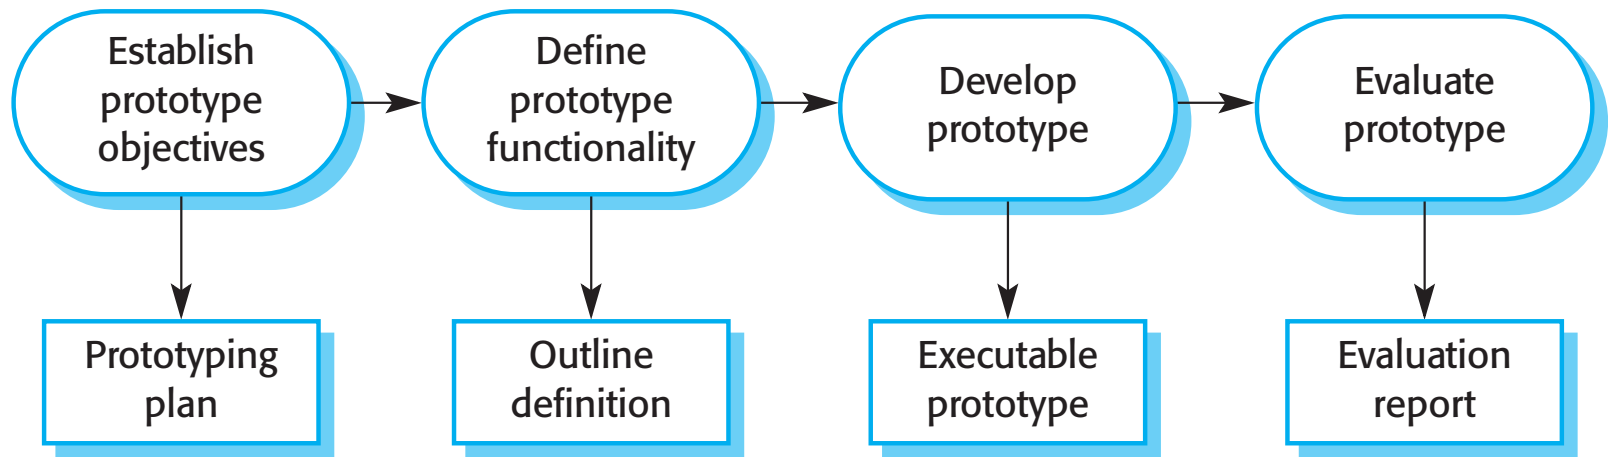 Establish
prototype
objectives
Define
prototype
functionality
Develop
prototype
Evaluate
prototype
Prototyping
plan
Outline
definition
Executable
prototype
Evaluation
report